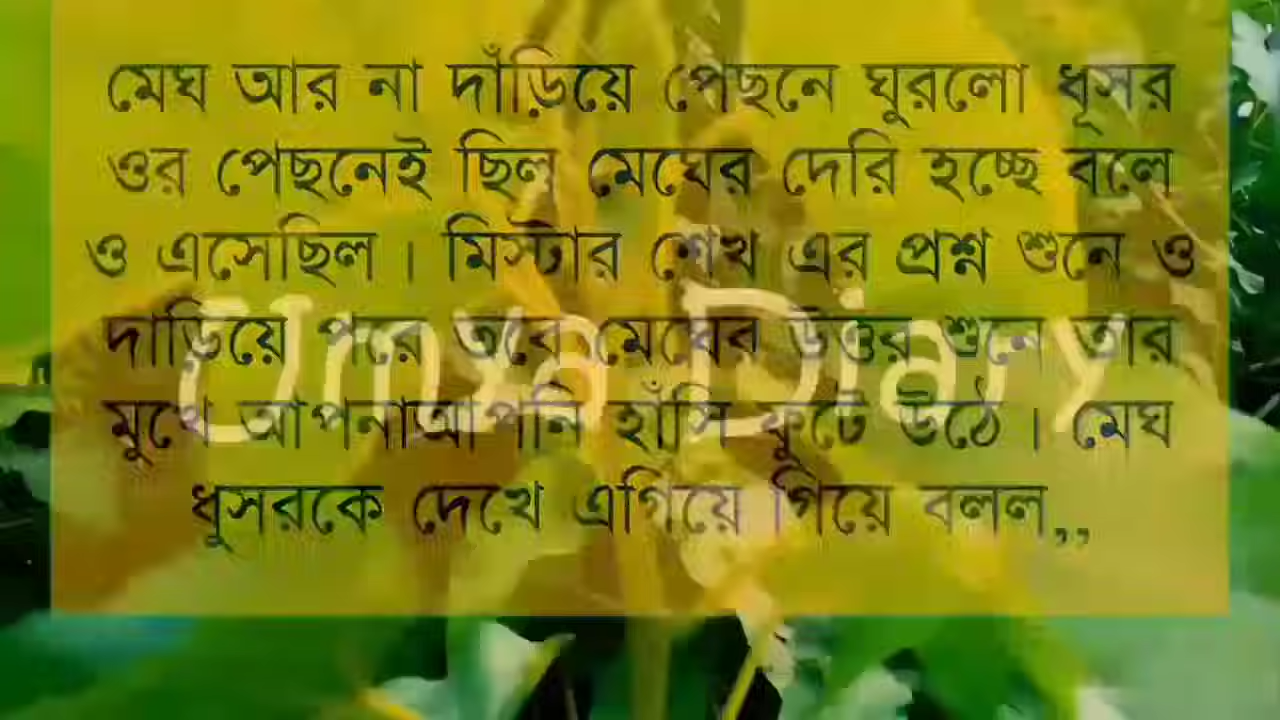 মেঘ আর না দাঁড়িয়ে পেছনে ঘুরলো ধূসর
ওর পেছনেই ছিল মেঘের দেরি হচ্ছে বলে
ও এসেছিল । মিস্টার শেখ এর প্রশ্ন শুনে ও
দাড়িয়ে পরে তবে মেঘের উত্তর শুনে তার
মুখে আপনাআপনি হাঁসি ফুটে উঠে । মেঘ
ধুসরকে দেখে এগিয়ে গিয়ে বলল,,
Diary